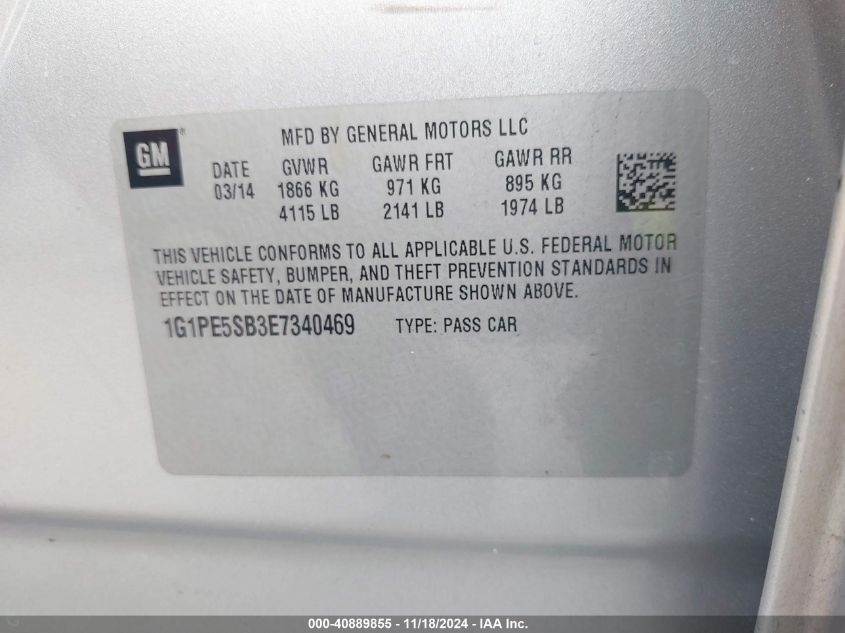 GM®
MFD BY GENERAL MOTORS LLC
DATE GVWR GAWR FRT GAWR RR
03/14 1866 KG 971 KG 895 KG
4115 LB 2141 LB 1974 LB
THIS VEHICLE CONFORMS TO ALL APPLICABLE U.S. FEDERAL MOTOR
VEHICLE SAFETY, BUMPER, AND THEFT PREVENTION STANDARDS IN
EFFECT ON THE DATE OF MANUFACTURE SHOWN ABOVE.
1G1PE5SB3E7340469 TYPE: PASS CAR
000-40889855 - 11/18/2024 - IAA Inc.